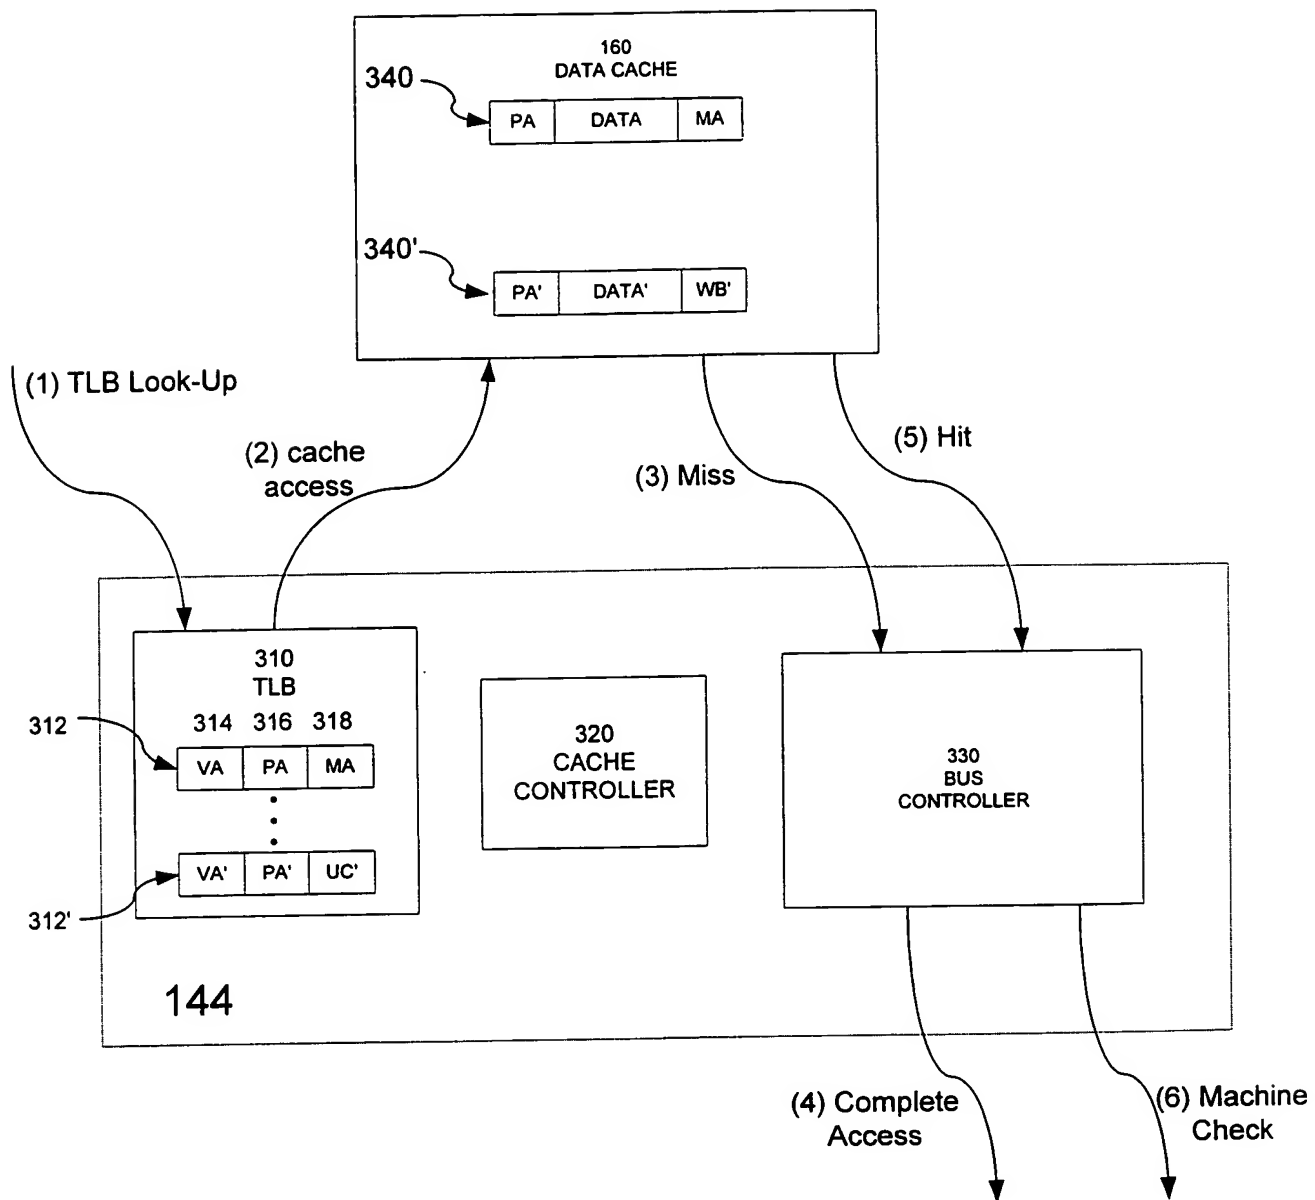 160
DATA CACHE
340
PA DATA MA
340'
PA' DATA' WB'
(1) TLB Look-Up
(2) cache
access
(3) Miss
(5) Hit
310
TLB
314 316 318
312
VA PA MA
VA' PA' UC'
312'
320
CACHE
CONTROLLER
330
BUS
CONTROLLER
144
(4) Complete
Access
(6) Machine
Check